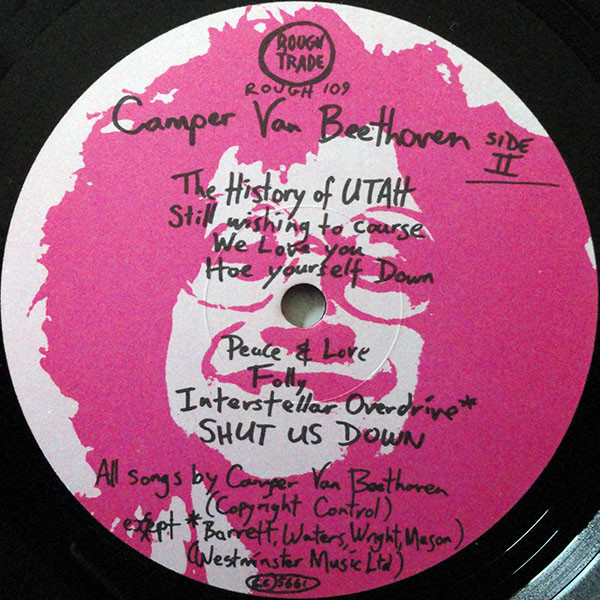 ROUGH
TRADE
ROUGH 109
Camper Van Beethoven
SIDE
II
The History of UTAH
Still wishing to course
We Love you
Hoe yourself Down
Peace & Love
Folly
Interstellar Overdrive*
SHUT US DOWN
All songs by Camper Van Beethoven
(Copyright Control)
except * Barrett, Waters, Wright, Mason)
(Westminster Music Ltd)
LC 5661